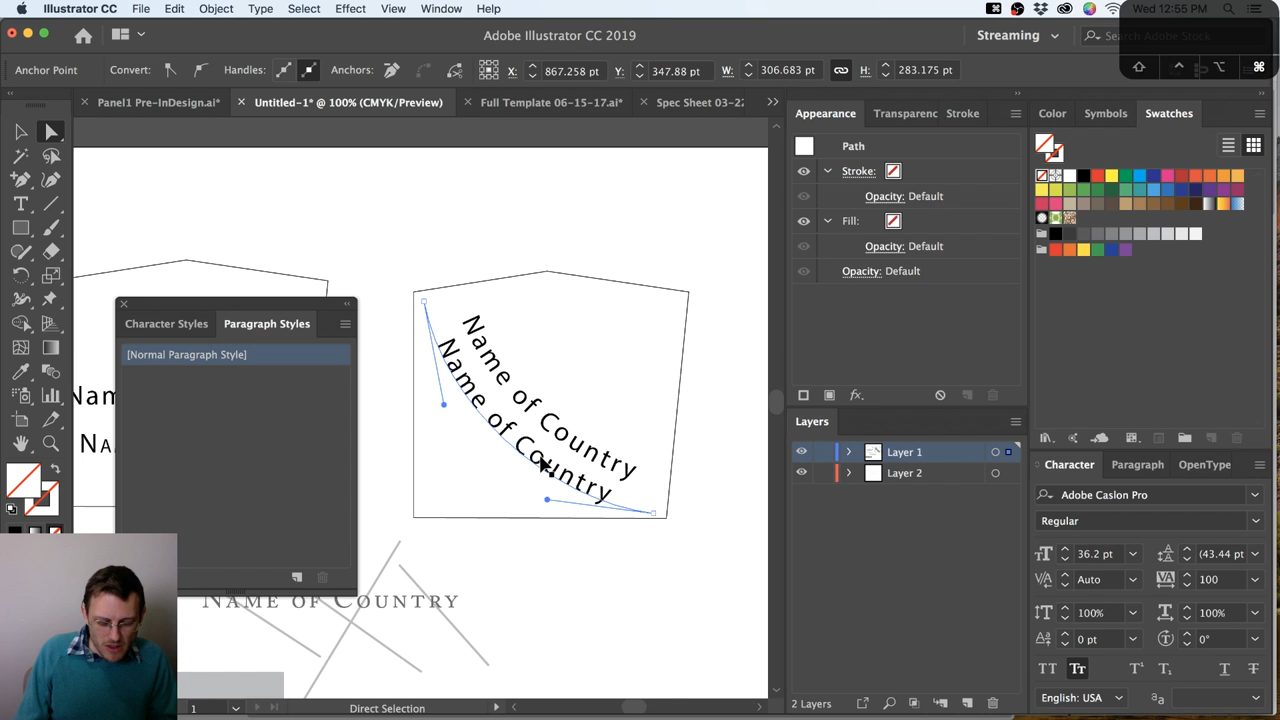 Illustrator CC File Edit Object Type Select Effect View Window Help
Wed 12:55 PM
Adobe Illustrator CC 2019
Streaming
Search Adobe Stock
Anchor Point Convert: Handles: Anchors: X: 867.258 pt Y: 347.88 pt W: 306.683 pt H: 283.175 pt
Panel1 Pre-InDesign.ai* Untitled-1* @ 100% (CMYK/Preview) Full Template 06-15-17.ai* Spec Sheet 03-22
Appearance Transparenc Stroke
Path
Stroke:
Opacity: Default
Fill:
Opacity: Default
Opacity: Default
Color Symbols Swatches
Character Styles Paragraph Styles
[Normal Paragraph Style]
Name of Country
Name of Country
Nam
NA
NAME OF COUNTRY
Layers
Layer 1
Layer 2
2 Layers
Character Paragraph OpenType
Adobe Caslon Pro
Regular
36.2 pt (43.44 pt
Auto 100
100% 100%
0 pt 0°
English: USA
1 Direct Selection